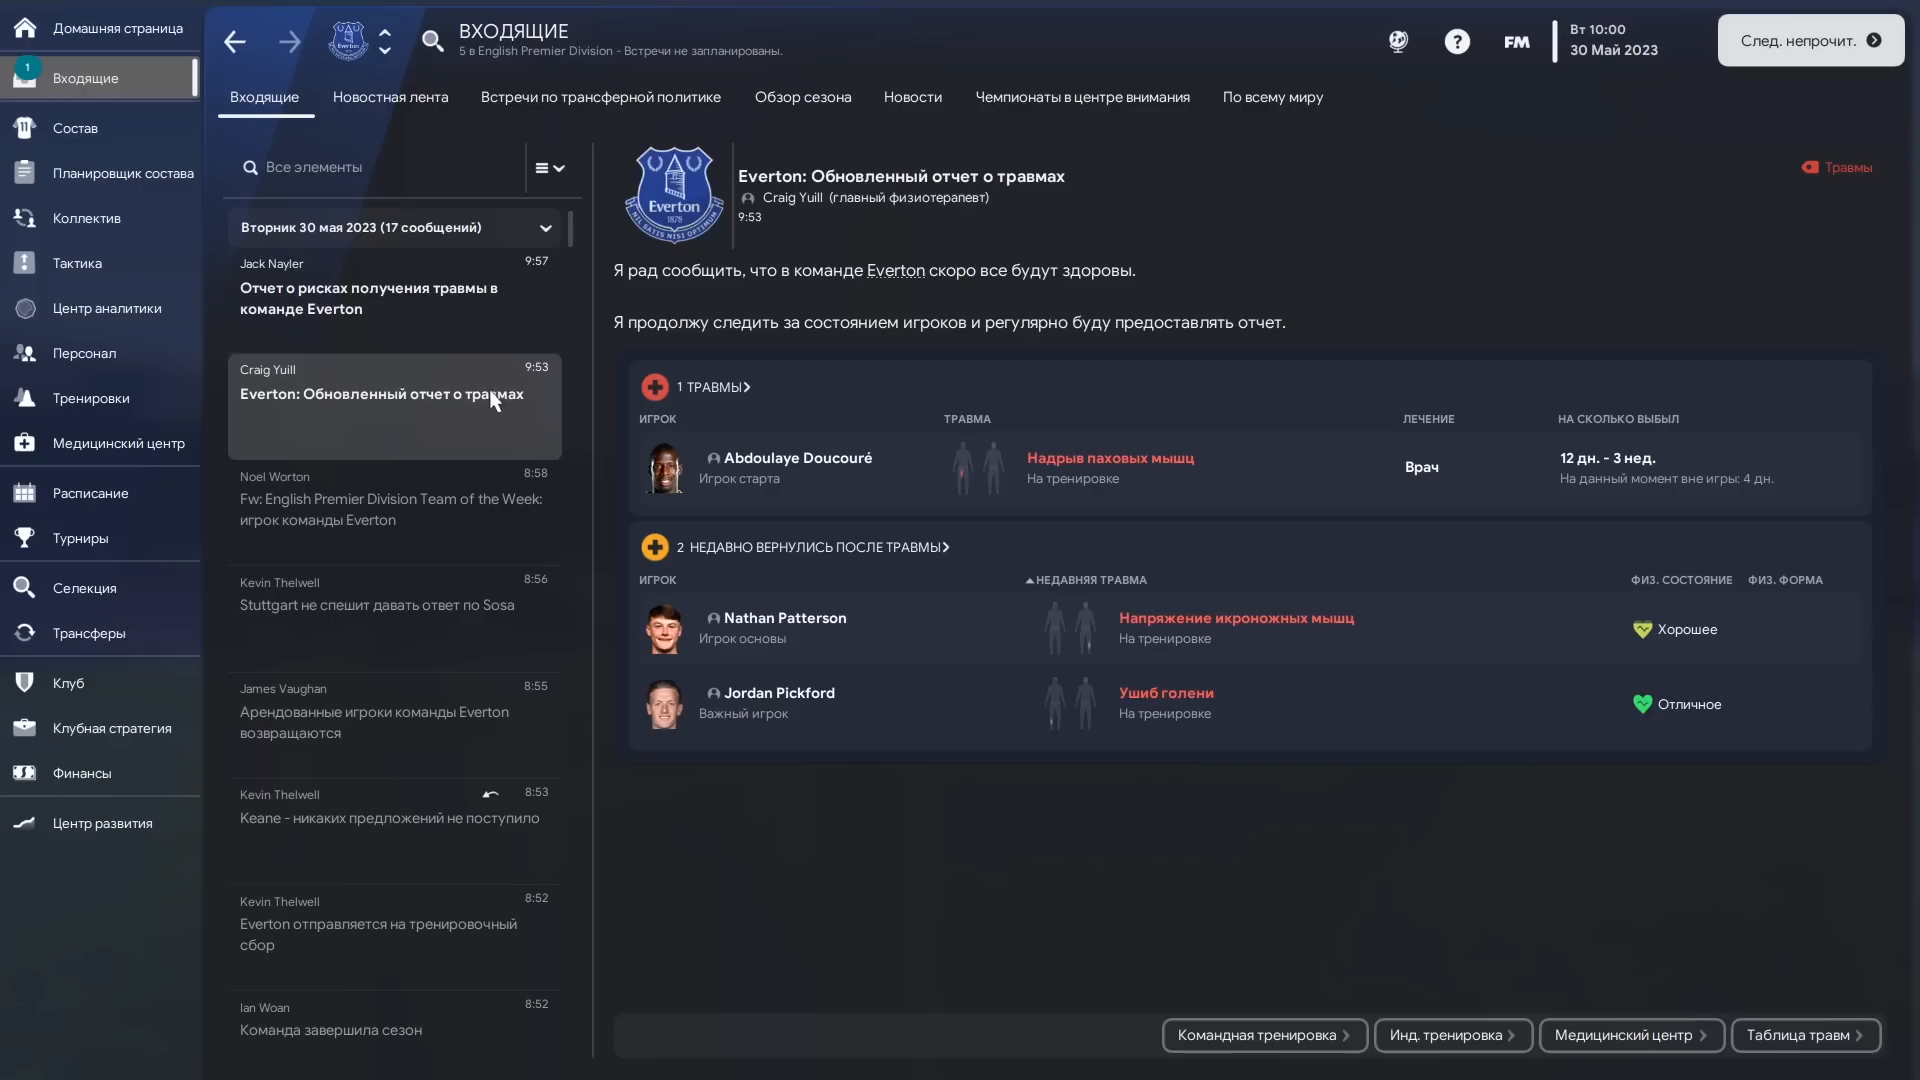 Домашняя страница
1
Входящие
Состав
Планировщик состава
Коллектив
Тактика
Центр аналитики
Персонал
Тренировки
Медицинский центр
Расписание
Турниры
Селекция
Трансферы
Клуб
Клубная стратегия
Финансы
Центр развития
Everton
ВХОДЯЩИЕ
5 в English Premier Division - Встречи не запланированы.
?
FM
Вт 10:00
30 Май 2023
След. непрочит.
Входящие
Новостная лента
Встречи по трансферной политике
Обзор сезона
Новости
Чемпионаты в центре внимания
По всему миру
Все элементы
Вторник 30 мая 2023 (17 сообщений)
Jack Nayler 9:57
Отчет о рисках получения травмы в
команде Everton
Craig Yuill 9:53
Everton: Обновленный отчет о травмах
Noel Worton 8:58
Fw: English Premier Division Team of the Week:
игрок команды Everton
Kevin Thelwell 8:56
Stuttgart не спешит давать ответ по Sosa
James Vaughan 8:55
Арендованные игроки команды Everton
возвращаются
Kevin Thelwell 8:53
Keane - никаких предложений не поступило
Kevin Thelwell 8:52
Everton отправляется на тренировочный
сбор
Ian Woan 8:52
Команда завершила сезон
Everton
1878
NIL SATIS NISI OPTIMUM
Everton: Обновленный отчет о травмах
Craig Yuill (главный физиотерапевт)
9:53
Травмы
Я рад сообщить, что в команде Everton скоро все будут здоровы.
Я продолжу следить за состоянием игроков и регулярно буду предоставлять отчет.
1 ТРАВМЫ
ИГРОК ТРАВМА ЛЕЧЕНИЕ НА СКОЛЬКО ВЫБЫЛ
Abdoulaye Doucouré
Игрок старта
Надрыв паховых мышц
На тренировке
Врач
12 дн. - 3 нед.
На данный момент вне игры: 4 дн.
2 НЕДАВНО ВЕРНУЛИСЬ ПОСЛЕ ТРАВМЫ
ИГРОК НЕДАВНЯЯ ТРАВМА ФИЗ. СОСТОЯНИЕ ФИЗ. ФОРМА
Nathan Patterson
Игрок основы
Напряжение икроножных мышц
На тренировке
Хорошее
Jordan Pickford
Важный игрок
Ушиб голени
На тренировке
Отличное
Командная тренировка
Инд. тренировка
Медицинский центр
Таблица травм